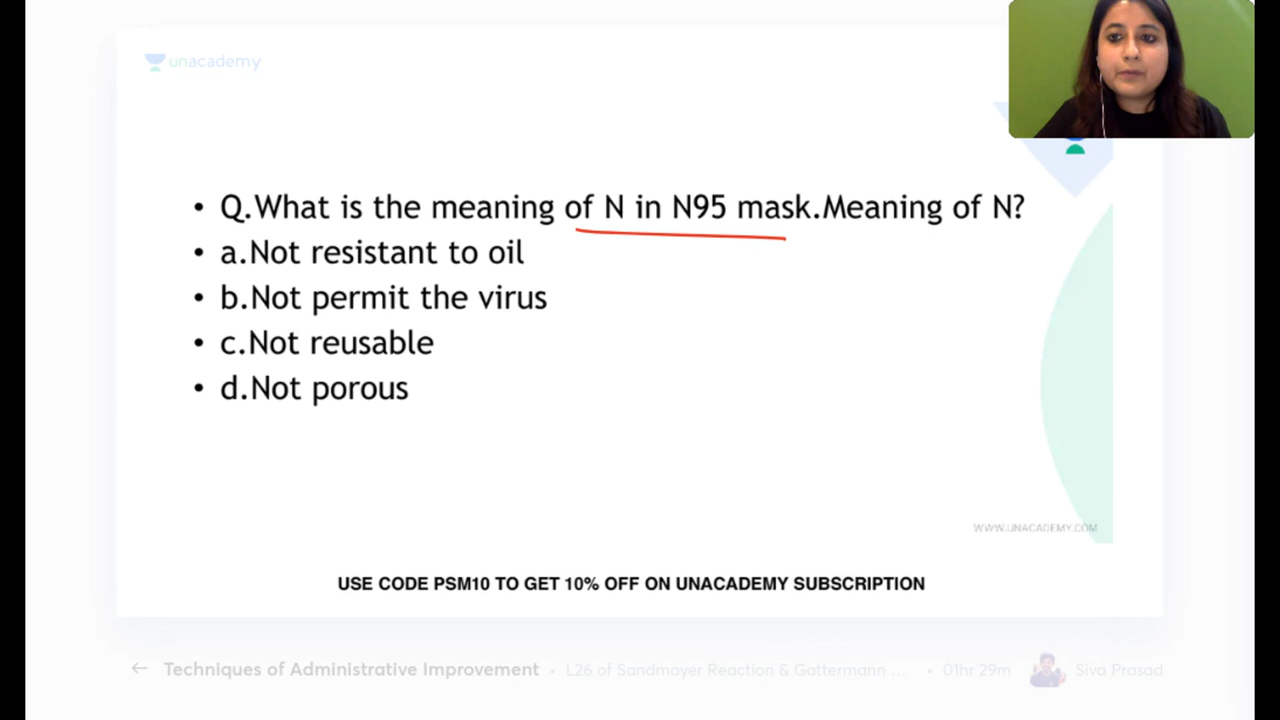 unacademy
• Q.What is the meaning of N in N95 mask.Meaning of N?
• a.Not resistant to oil
• b.Not permit the virus
• c.Not reusable
• d.Not porous
WWW.UNACADEMY.COM
USE CODE PSM10 TO GET 10% OFF ON UNACADEMY SUBSCRIPTION
← Techniques of Administrative Improvement • L26 of Sandmayer Reaction & Gattermann ... • 01hr 29m Siva Prasad